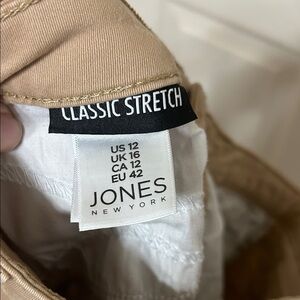 CLASSIC STRETCH
US 12
UK 16
CA 12
EU 42
JONES
NEW YORK